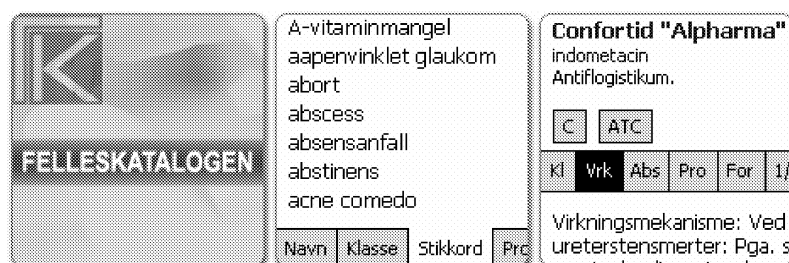 FELLESKATALOGEN
A-vitaminmangel
aapenvinklet glaukom
abort
abscess
absensanfall
abstinens
acne comedo
Navn Klasse Stikkord
Confortid "Alpharma"
indometacin
Antiflogistikum.
C ATC
Kl Vrk Abs Pro For 1/
Virkningsmekanisme: Ved
ureterstensmerter: Pga. s